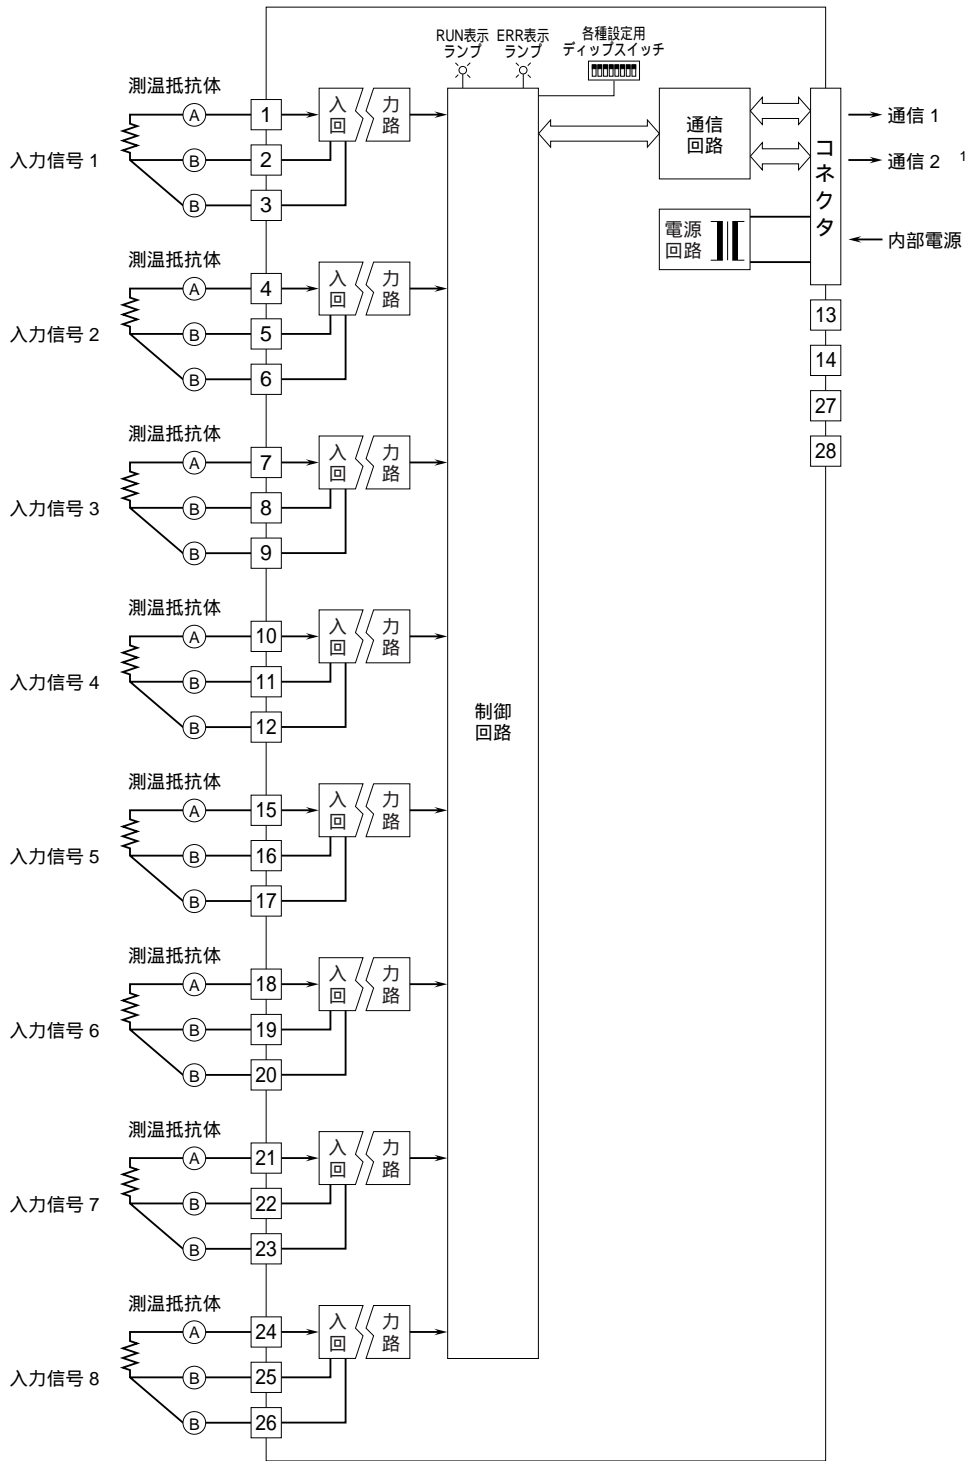 RUN表示
ランプ
ERR表示
ランプ
各種設定用
ディップスイッチ
測温抵抗体
入力信号 1
A
B
B
1
2
3
入 力
回 路
測温抵抗体
入力信号 2
A
B
B
4
5
6
入 力
回 路
測温抵抗体
入力信号 3
A
B
B
7
8
9
入 力
回 路
測温抵抗体
入力信号 4
A
B
B
10
11
12
入 力
回 路
測温抵抗体
入力信号 5
A
B
B
15
16
17
入 力
回 路
測温抵抗体
入力信号 6
A
B
B
18
19
20
入 力
回 路
測温抵抗体
入力信号 7
A
B
B
21
22
23
入 力
回 路
測温抵抗体
入力信号 8
A
B
B
24
25
26
入 力
回 路
制御
回路
通信
回路
電源
回路
コネクタ
通信 1
通信 2 1
内部電源
13
14
27
28